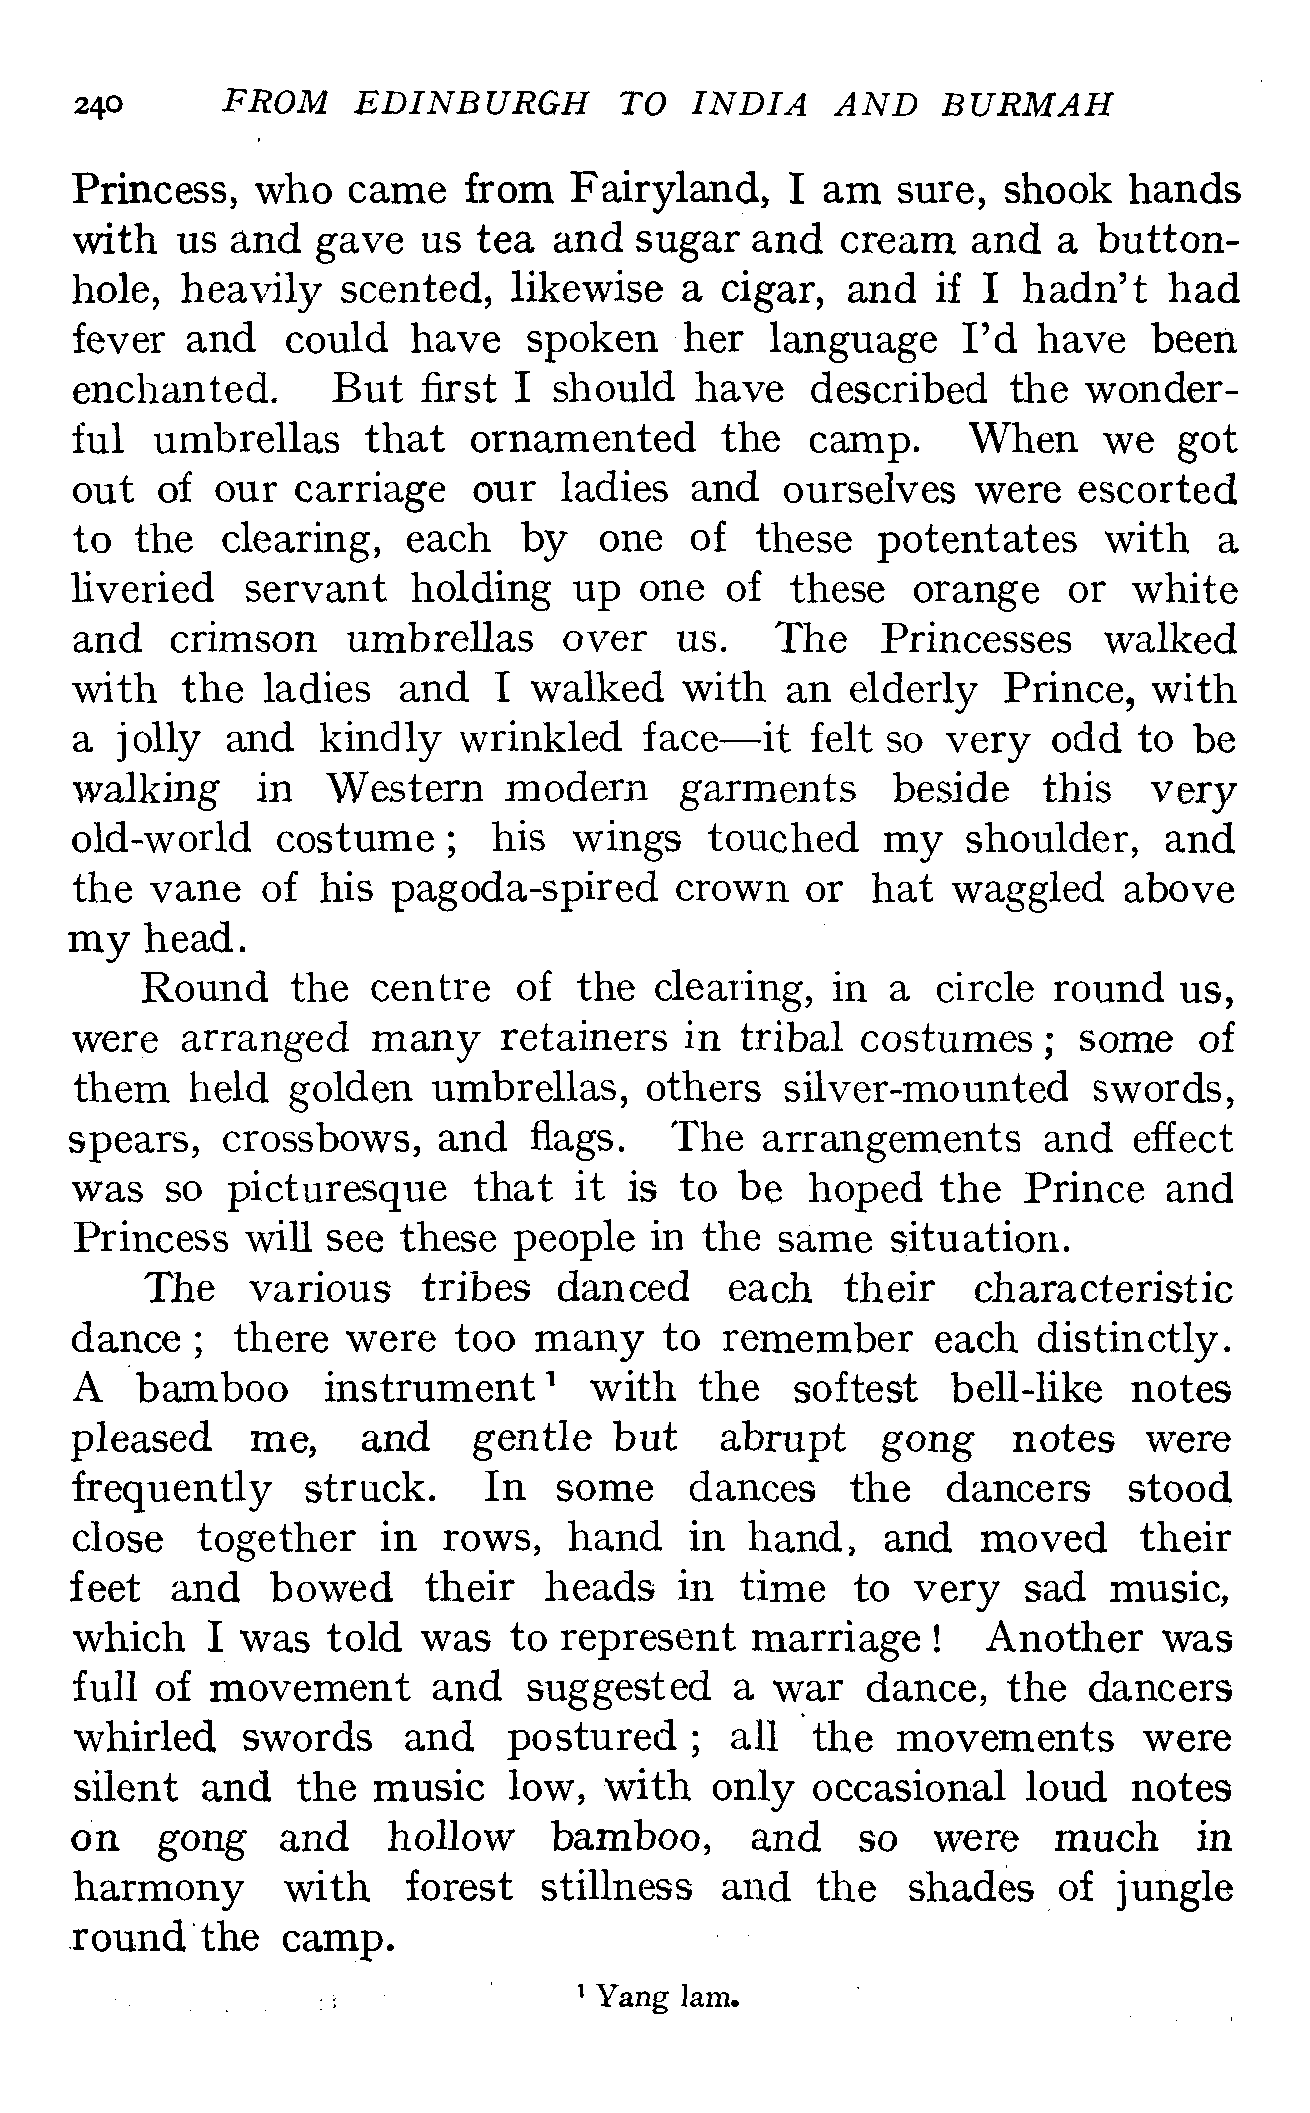 240 FROM EDINBURGH TO INDIA AND BURMAH
Princess, who came from Fairyland, I am sure, shook hands
with us and gave us tea and sugar and cream and a button-
hole, heavily scented, likewise a cigar, and if I hadn't had
fever and could have spoken her language I'd have been
enchanted. But first I should have described the wonder-
ful umbrellas that ornamented the camp. When we got
out of our carriage our ladies and ourselves were escorted
to the clearing, each by one of these potentates with a
liveried servant holding up one of these orange or white
and crimson umbrellas over us. The Princesses walked
with the ladies and I walked with an elderly Prince, with
a jolly and kindly wrinkled face—it felt so very odd to be
walking in Western modern garments beside this very
old-world costume ; his wings touched my shoulder, and
the vane of his pagoda-spired crown or hat waggled above
my head.
Round the centre of the clearing, in a circle round us,
were arranged many retainers in tribal costumes ; some of
them held golden umbrellas, others silver-mounted swords,
spears, crossbows, and flags. The arrangements and effect
was so picturesque that it is to be hoped the Prince and
Princess will see these people in the same situation.
The various tribes danced each their characteristic
dance ; there were too many to remember each distinctly.
A bamboo instrument ¹ with the softest bell-like notes
pleased me, and gentle but abrupt gong notes were
frequently struck. In some dances the dancers stood
close together in rows, hand in hand, and moved their
feet and bowed their heads in time to very sad music,
which I was told was to represent marriage ! Another was
full of movement and suggested a war dance, the dancers
whirled swords and postured ; all the movements were
silent and the music low, with only occasional loud notes
on gong and hollow bamboo, and so were much in
harmony with forest stillness and the shades of jungle
round the camp.
¹ Yang lam.